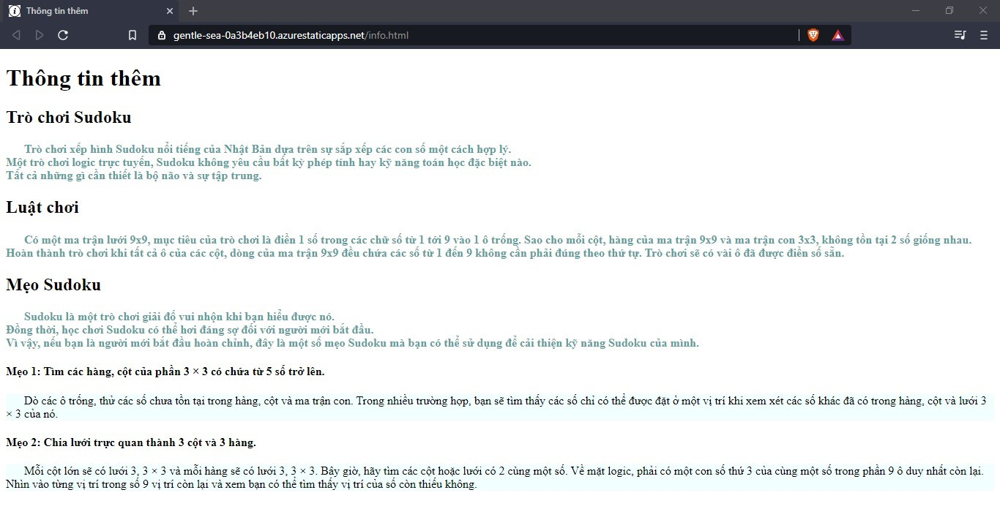 Thông tin thêm
gentle-sea-0a3b4eb10.azurestaticapps.net/info.html
Thông tin thêm
Trò chơi Sudoku
Trò chơi xếp hình Sudoku nổi tiếng của Nhật Bản dựa trên sự sắp xếp các con số một cách hợp lý.
Một trò chơi logic trực tuyến, Sudoku không yêu cầu bất kỳ phép tính hay kỹ năng toán học đặc biệt nào.
Tất cả những gì cần thiết là bộ não và sự tập trung.
Luật chơi
Có một ma trận lưới 9x9, mục tiêu của trò chơi là điền 1 số trong các chữ số từ 1 tới 9 vào 1 ô trống. Sao cho mỗi cột, hàng của ma trận 9x9 và ma trận con 3x3, không tồn tại 2 số giống nhau.
Hoàn thành trò chơi khi tất cả ô của các cột, dòng của ma trận 9x9 đều chứa các số từ 1 đến 9 không cần phải đúng theo thứ tự. Trò chơi sẽ có vài ô đã được điền số sẵn.
Mẹo Sudoku
Sudoku là một trò chơi giải đố vui nhộn khi bạn hiểu được nó.
Đồng thời, học chơi Sudoku có thể hơi đáng sợ đối với người mới bắt đầu.
Vì vậy, nếu bạn là người mới bắt đầu hoàn chỉnh, đây là một số mẹo Sudoku mà bạn có thể sử dụng để cải thiện kỹ năng Sudoku của mình.
Mẹo 1: Tìm các hàng, cột của phần 3 × 3 có chứa từ 5 số trở lên.
Dò các ô trống, thử các số chưa tồn tại trong hàng, cột và ma trận con. Trong nhiều trường hợp, bạn sẽ tìm thấy các số chỉ có thể được đặt ở một vị trí khi xem xét các số khác đã có trong hàng, cột và lưới 3
× 3 của nó.
Mẹo 2: Chia lưới trực quan thành 3 cột và 3 hàng.
Mỗi cột lớn sẽ có lưới 3, 3 × 3 và mỗi hàng sẽ có lưới 3, 3 × 3. Bây giờ, hãy tìm các cột hoặc lưới có 2 cùng một số. Về mặt logic, phải có một con số thứ 3 của cùng một số trong phần 9 ô duy nhất còn lại.
Nhìn vào từng vị trí trong số 9 vị trí còn lại và xem bạn có thể tìm thấy vị trí của số còn thiếu không.